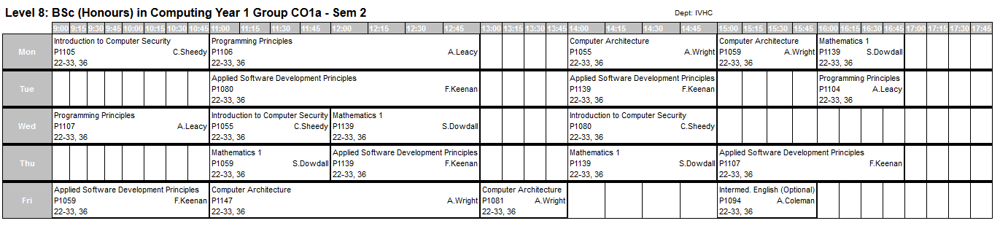 Level 8: BSc (Honours) in Computing Year 1 Group CO1a - Sem 2 Dept: IVHC
9:00 9:15 9:30 9:45 10:00 10:15 10:30 10:45 11:00 11:15 11:30 11:45 12:00 12:15 12:30 12:45 13:00 13:15 13:30 13:45 14:00 14:15 14:30 14:45 15:00 15:15 15:30 15:45 16:00 16:15 16:30 16:45 17:00 17:15 17:30 17:45
Mon
Introduction to Computer Security
P1105 C.Sheedy
22-33, 36
Programming Principles
P1106 A.Leacy
22-33, 36
Computer Architecture
P1055 A.Wright
22-33, 36
Computer Architecture
P1059 A.Wright
22-33, 36
Mathematics 1
P1139 S.Dowdall
22-33, 36
Tue
Applied Software Development Principles
P1080 F.Keenan
22-33, 36
Applied Software Development Principles
P1139 F.Keenan
22-33, 36
Programming Principles
P1104 A.Leacy
22-33, 36
Wed
Programming Principles
P1107 A.Leacy
22-33, 36
Introduction to Computer Security
P1055 C.Sheedy
22-33, 36
Mathematics 1
P1139 S.Dowdall
22-33, 36
Introduction to Computer Security
P1080 C.Sheedy
22-33, 36
Thu
Mathematics 1
P1059 S.Dowdall
22-33, 36
Applied Software Development Principles
P1139 F.Keenan
22-33, 36
Mathematics 1
P1139 S.Dowdall
22-33, 36
Applied Software Development Principles
P1107 F.Keenan
22-33, 36
Fri
Applied Software Development Principles
P1059 F.Keenan
22-33, 36
Computer Architecture
P1147 A.Wright
22-33, 36
Computer Architecture
P1081 A.Wright
22-33, 36
Intermed. English (Optional)
P1094 A.Coleman
22-33, 36